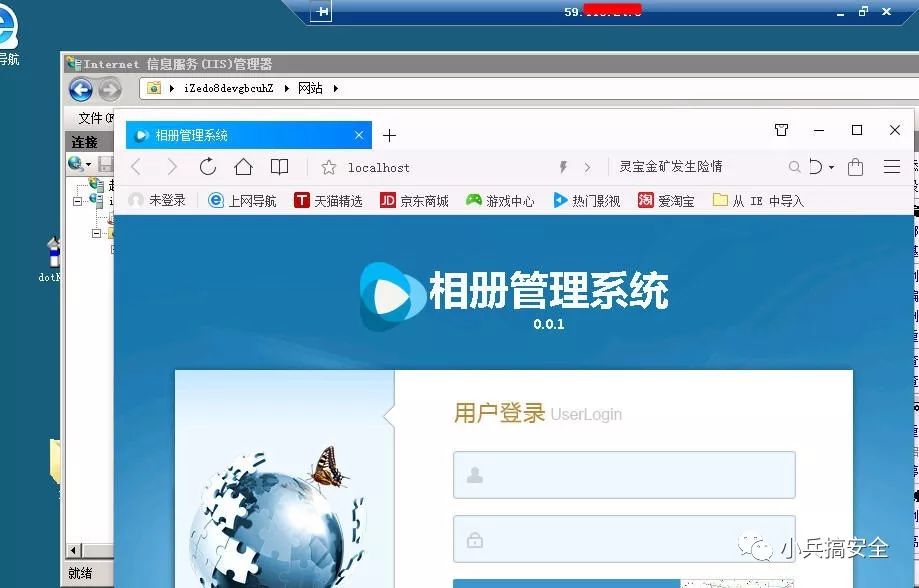 59.
导航
Internet 信息服务(IIS)管理器
iZedo8devgbcuhZ 网站
文件(F
连接
相册管理系统
localhost
灵宝金矿发生险情
未登录 上网导航 天猫精选 京东商城 游戏中心 热门影视 爱淘宝 从 IE 中导入
相册管理系统
0.0.1
用户登录 UserLogin
小兵搞安全
就绪